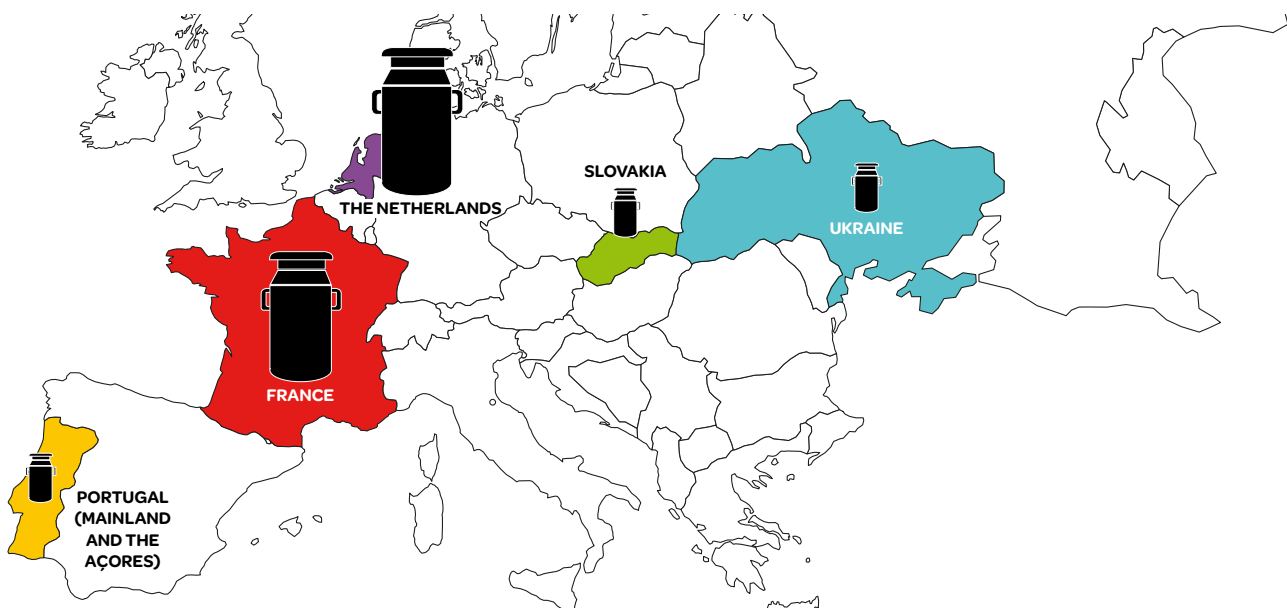 SLOVAKIA
THE NETHERLANDS
UKRAINE
FRANCE
PORTUGAL
(MAINLAND
AND THE
AÇORES)